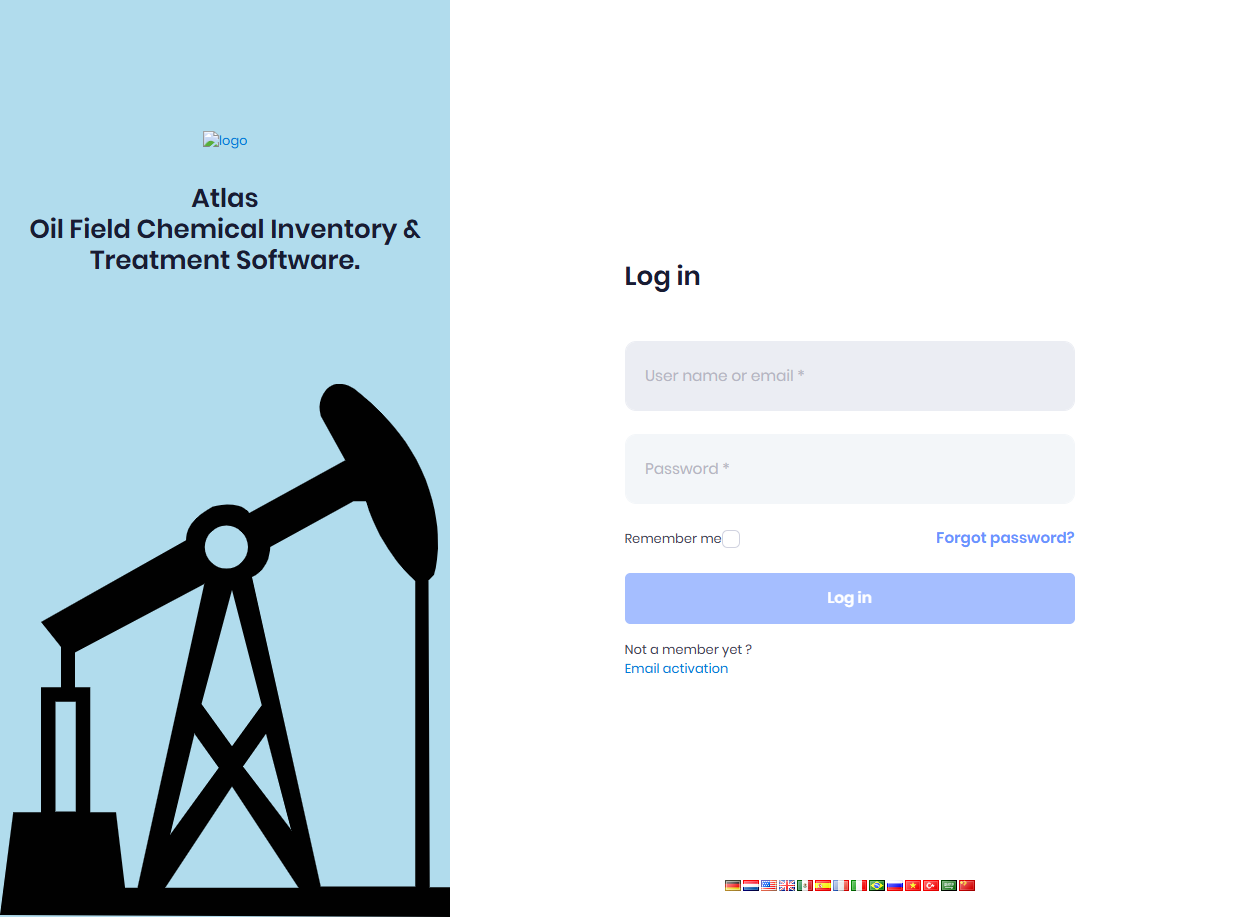 logo
Atlas
Oil Field Chemical Inventory &
Treatment Software.
Log in
User name or email *
Password *
Remember me
Forgot password?
Log in
Not a member yet ?
Email activation